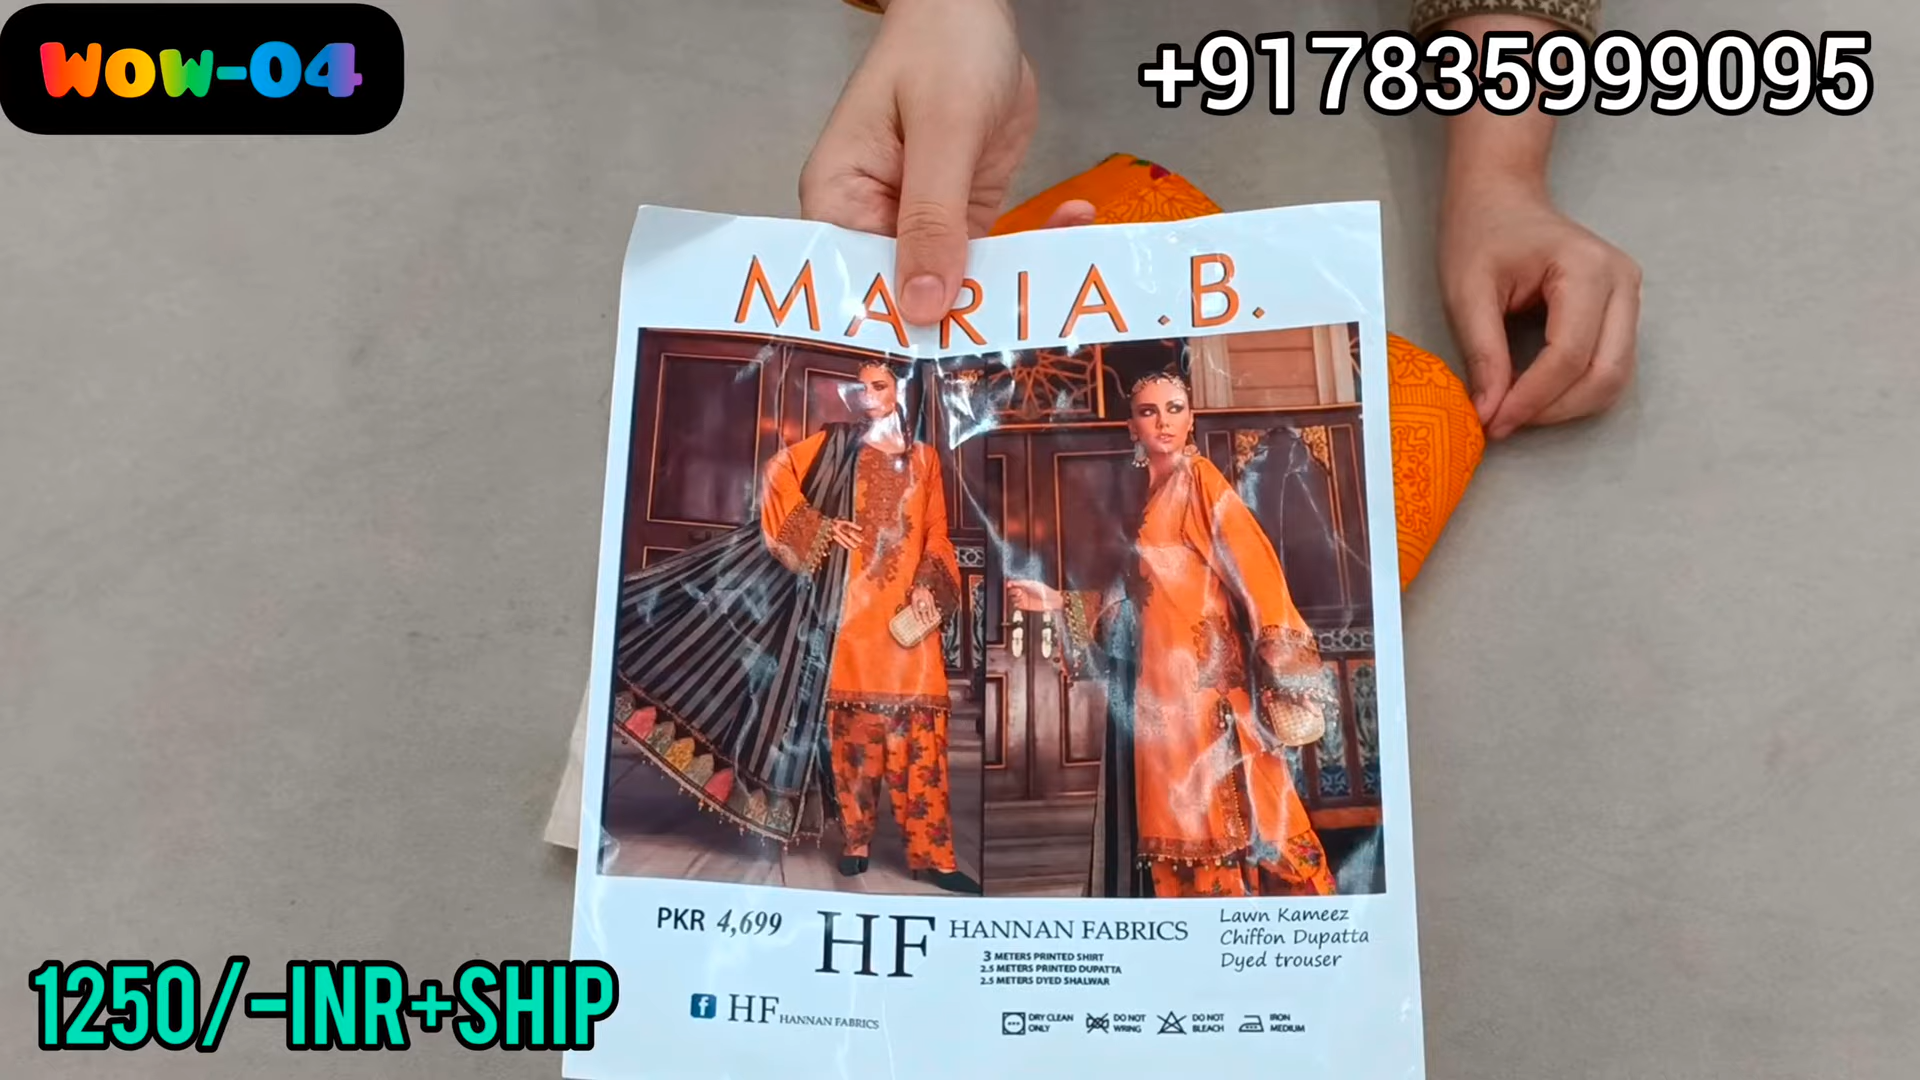 WOW-04
+917835999095
MARIA.B.
PKR 4,699
HF HANNAN FABRICS
3 METERS PRINTED SHIRT
2.5 METERS PRINTED DUPATTA
2.5 METERS DYED SHALWAR
Lawn Kameez
Chiffon Dupatta
Dyed trouser
f HF HANNAN FABRICS
DRY CLEAN ONLY
DO NOT WRING
DO NOT BLEACH
IRON MEDIUM
1250/-INR+SHIP